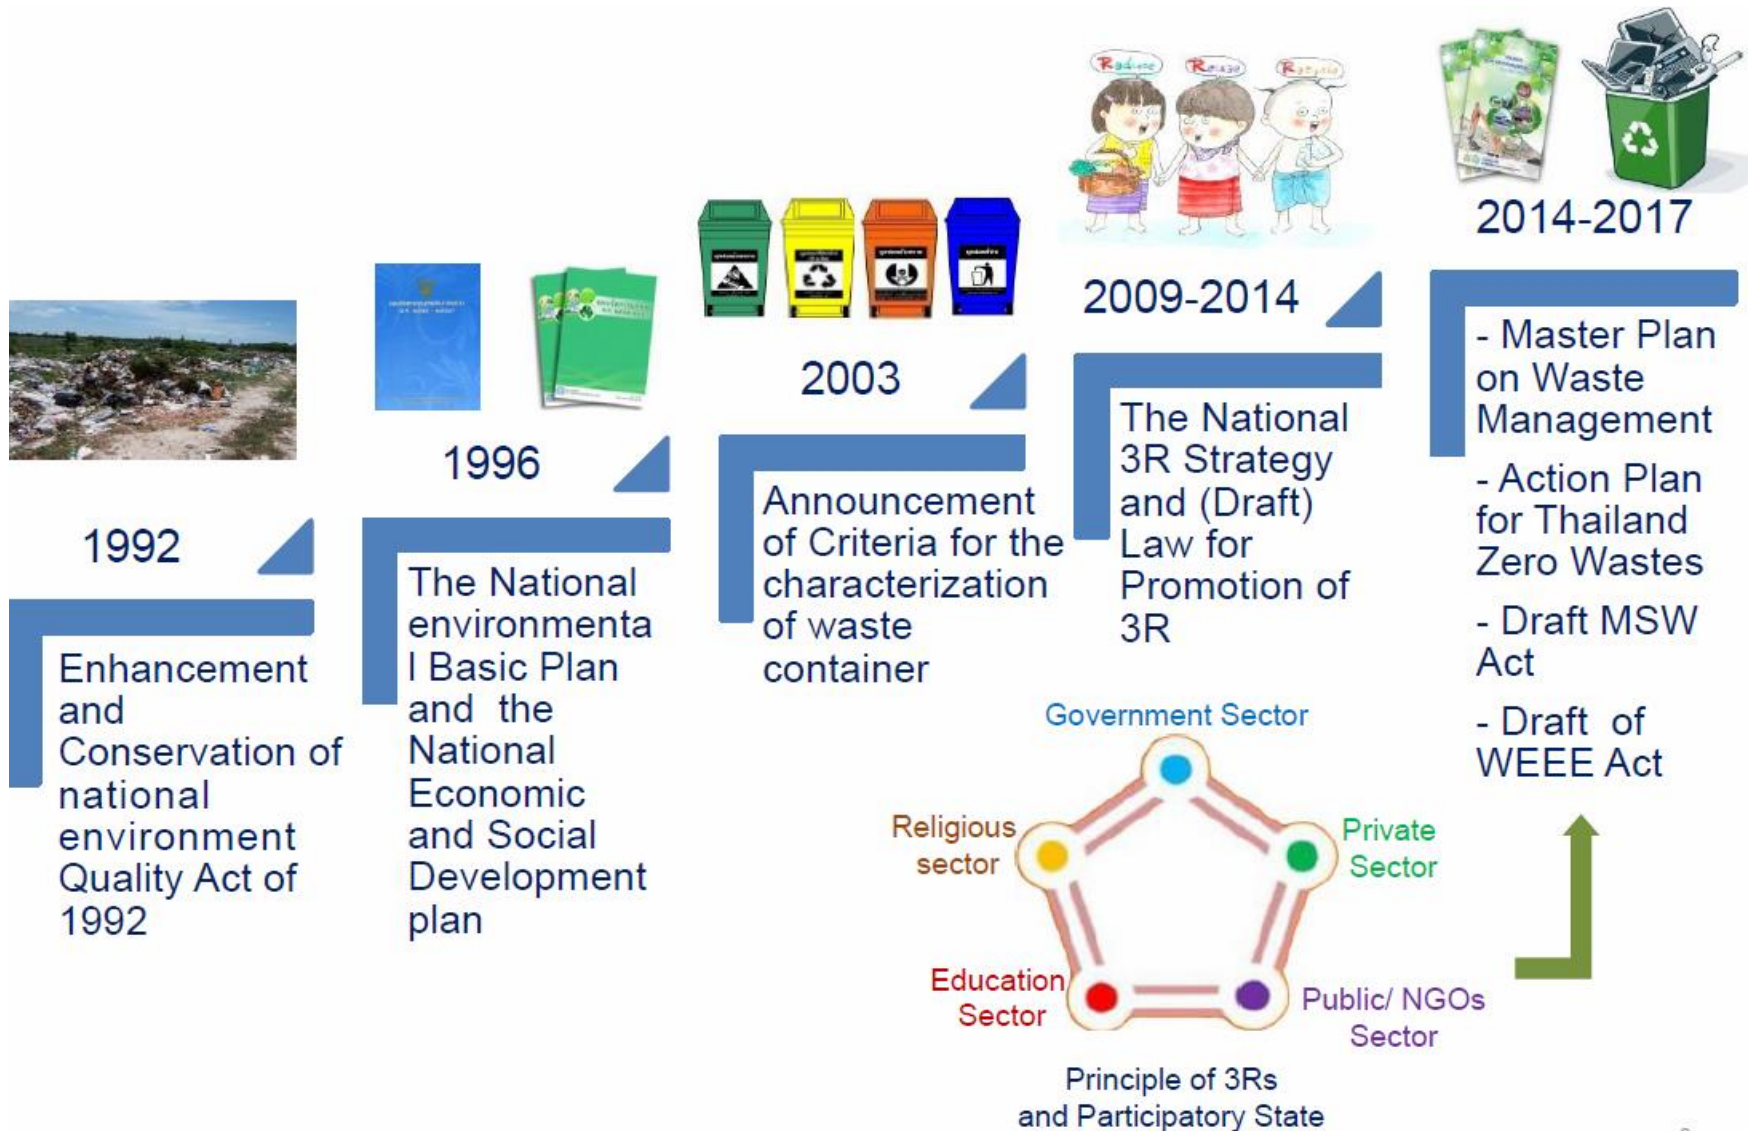 1992
Enhancement
and
Conservation of
national
environment
Quality Act of
1992
1996
The National
environmenta
l Basic Plan
and the
National
Economic
and Social
Development
plan
2003
Announcement
of Criteria for the
characterization
of waste
container
Reduce
Reuse
Recycle
2009-2014
The National
3R Strategy
and (Draft)
Law for
Promotion of
3R
2014-2017
- Master Plan
on Waste
Management
- Action Plan
for Thailand
Zero Wastes
- Draft MSW
Act
- Draft of
WEEE Act
Government Sector
Religious
sector
Private
Sector
Education
Sector
Public/ NGOs
Sector
Principle of 3Rs
and Participatory State